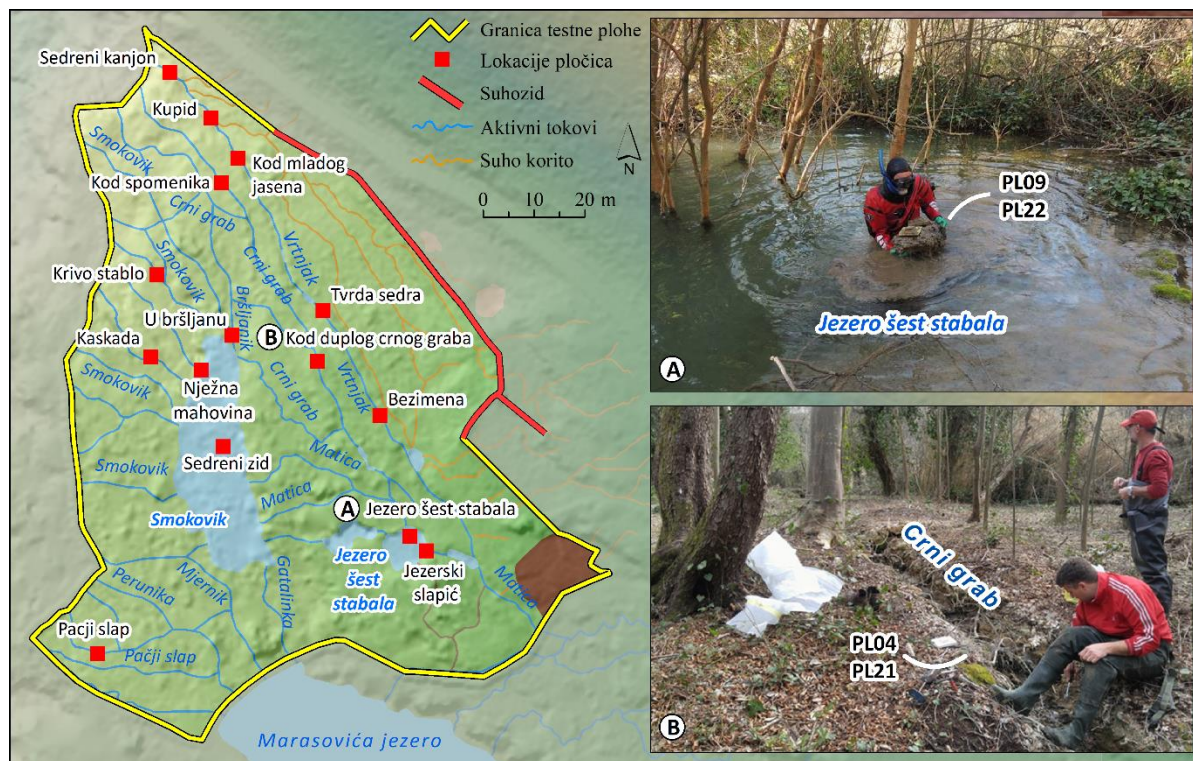 Granica testne plohe
Lokacije pločica
Suhozid
Aktivni tokovi
Suho korito
N
0 10 20 m
Sedreni kanjon
Kupid
Smokovik
Kod mladog
jasena
Kod spomenika
Crni grab
Vrtnjak
Crni grab
Krivo stablo
Smokovik
Tvrda sedra
U bršljanu
Bršljanik
B
Kod duplog crnog graba
Kaskada
Smokovik
Nježna
mahovina
Crni grab
Vrtnjak
Bezimena
Sedreni zid
Matica
Smokovik
Matica
Smokovik
A
Jezero šest stabala
Jezero
šest
stabala
Jezerski
slapić
Matica
Perunika
Mjernik
Gatalinka
Pacji slap
Pačji slap
Marasovića jezero
PL09
PL22
Jezero šest stabala
A
Crni grab
PL04
PL21
B